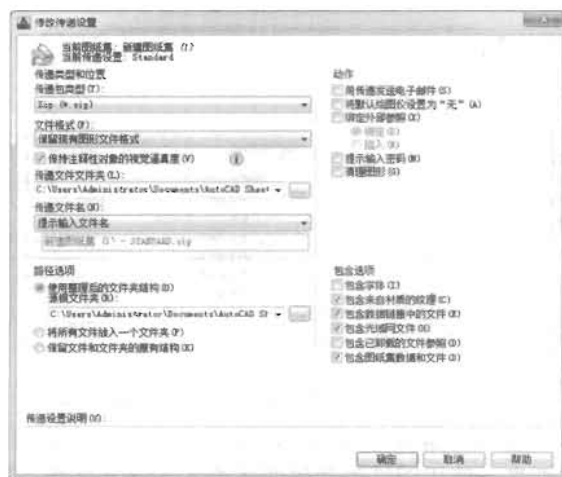 修改传递设置
当前图纸集: 新建图纸集 (1)
当前传递设置: Standard
传递类型和位置
传递包类型(T):
Zip (*.zip)
文件格式(F):
保留现有图形文件格式
保持注释性对象的视觉逼真度(V)
传递文件文件夹(L):
C:\Users\Administrator\Documents\AutoCAD Sheet
...
传递文件名(N):
提示输入文件名
新建图纸集 (1) - STANDARD.zip
路径选项
使用整理后的文件夹结构(U)
源根文件夹(R):
C:\Users\Administrator\Documents\AutoCAD Sh
...
将所有文件放入一个文件夹(P)
保留文件和文件夹的原有结构(K)
传递设置说明(V):
动作
用传递发送电子邮件(S)
将默认绘图仪设置为“无”(A)
绑定外部参照(X)
绑定(B)
插入(I)
提示输入密码(M)
清理图形(G)
包含选项
包含字体(I)
包含来自材质的纹理(C)
包含数据链接中的文件(E)
包含光域网文件(H)
包含已卸载的文件参照(O)
包含图纸集数据和文件(D)
确定
取消
帮助